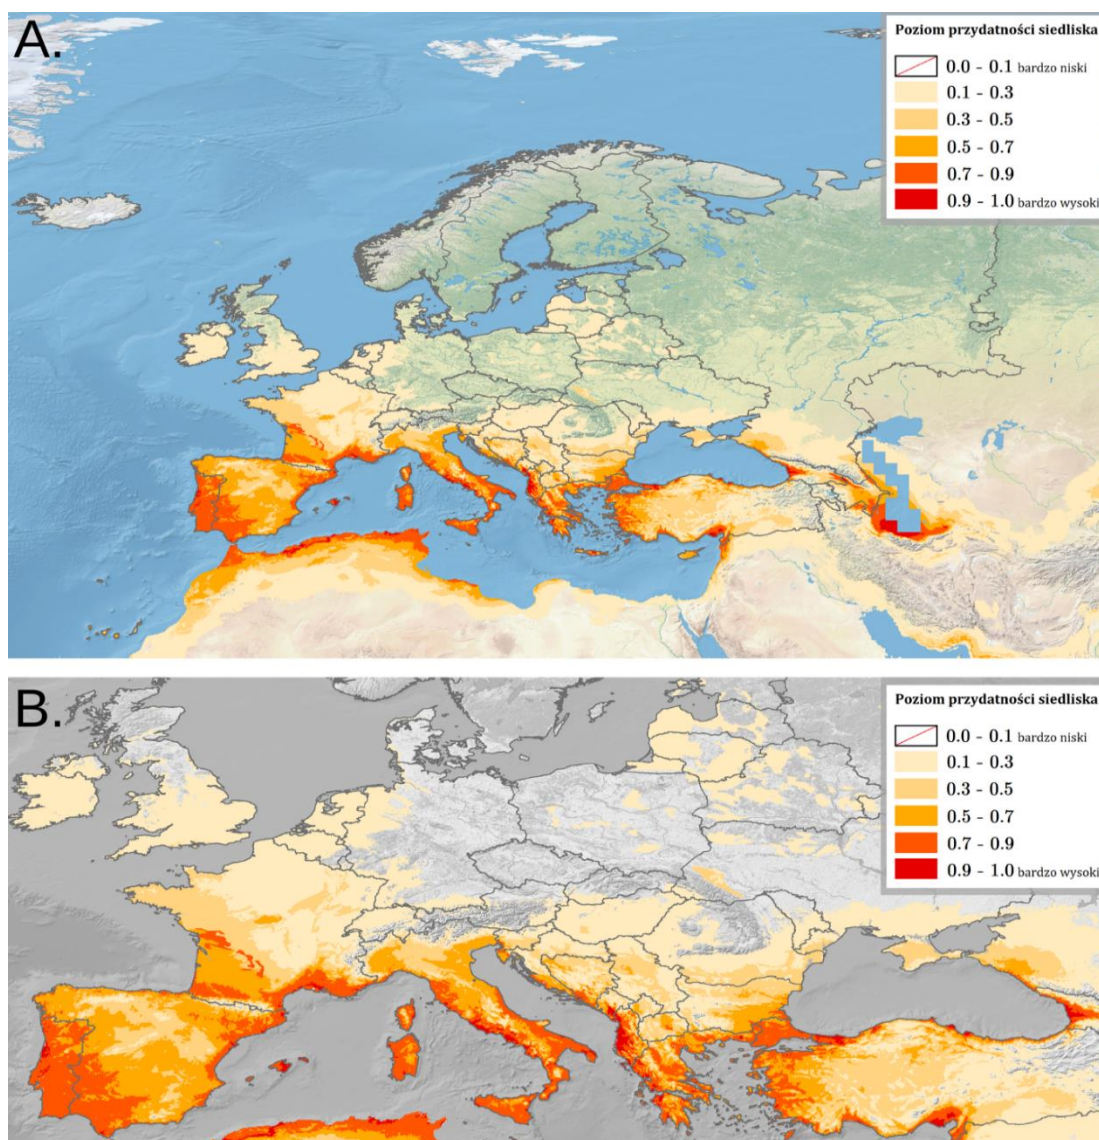 A.
Poziom przydatności siedliska
0.0 - 0.1 bardzo niski
0.1 - 0.3
0.3 - 0.5
0.5 - 0.7
0.7 - 0.9
0.9 - 1.0 bardzo wysoki
B.
Poziom przydatności siedliska
0.0 - 0.1 bardzo niski
0.1 - 0.3
0.3 - 0.5
0.5 - 0.7
0.7 - 0.9
0.9 - 1.0 bardzo wysoki